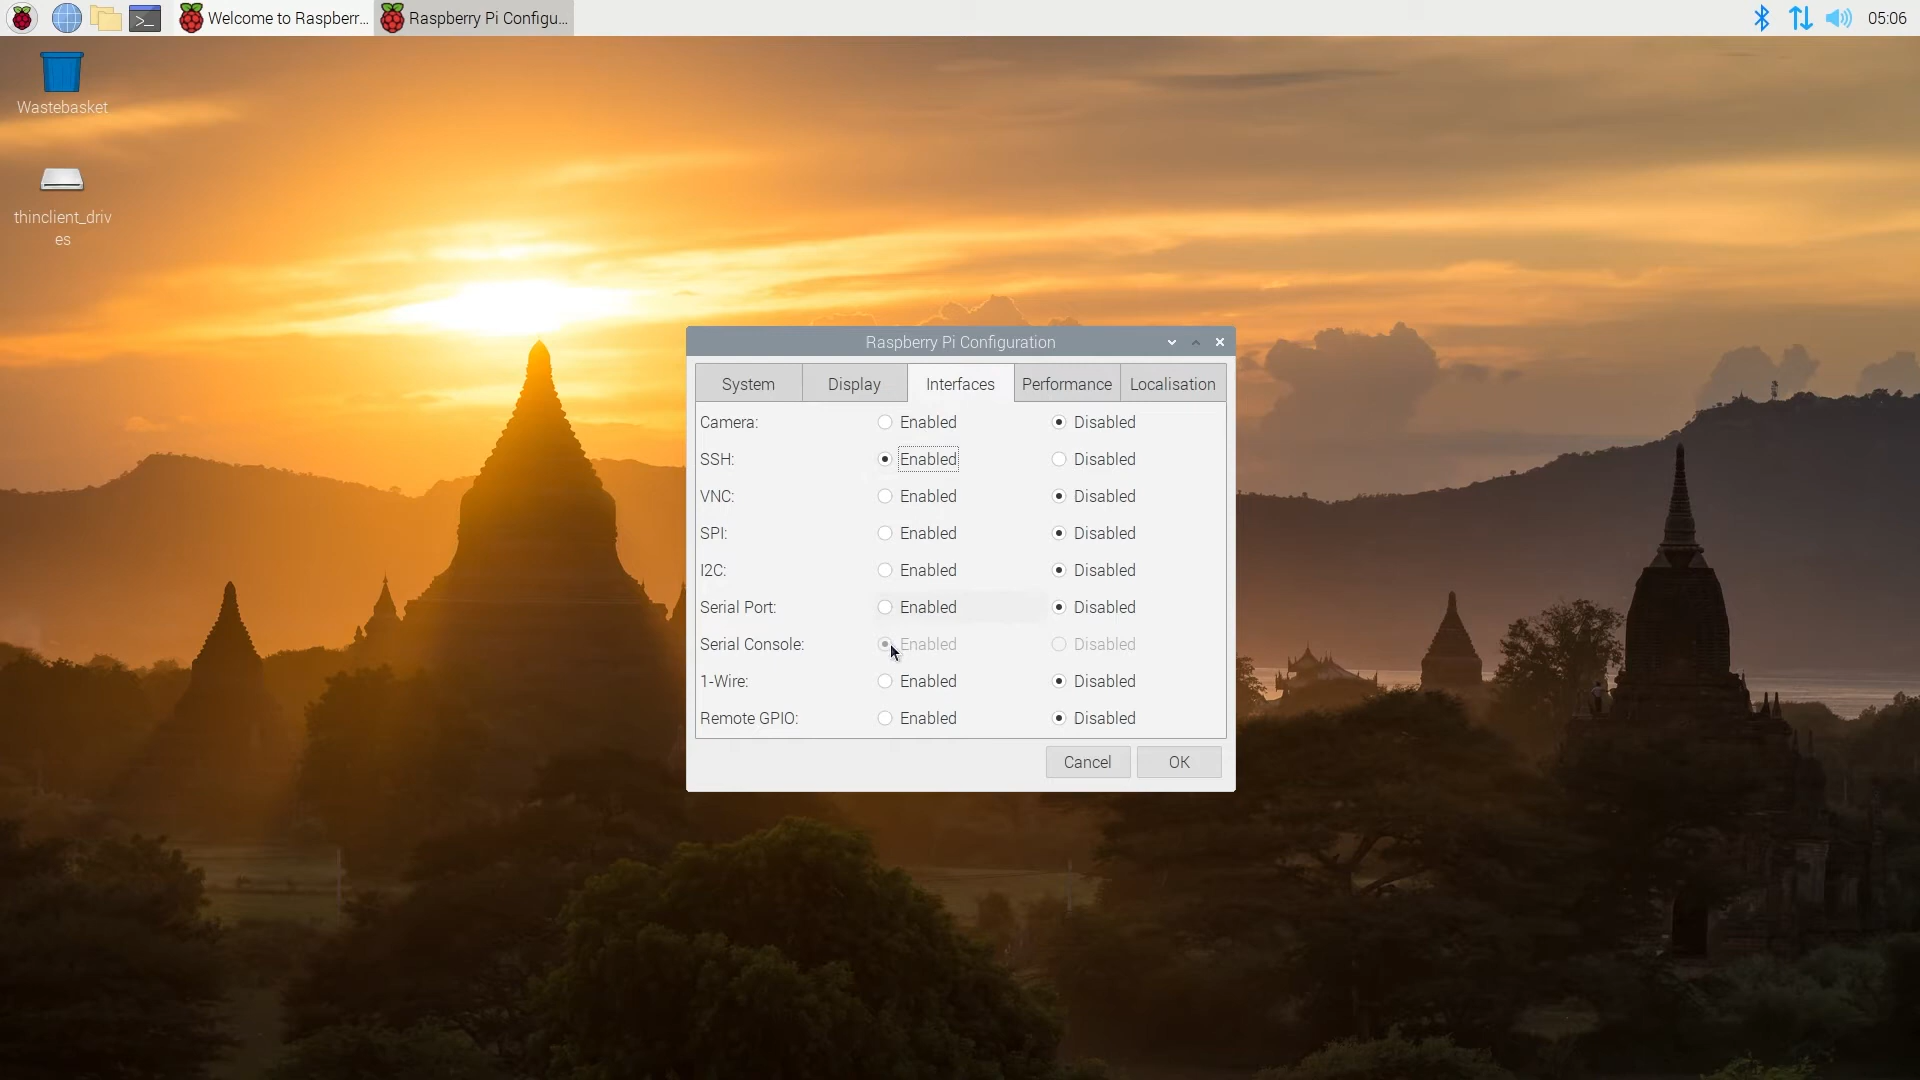 Welcome to Raspberr... Raspberry Pi Configu... 05:06
Wastebasket
thinclient_driv
es
Raspberry Pi Configuration
System Display Interfaces Performance Localisation
Camera: Enabled Disabled
SSH: Enabled Disabled
VNC: Enabled Disabled
SPI: Enabled Disabled
I2C: Enabled Disabled
Serial Port: Enabled Disabled
Serial Console: Enabled Disabled
1-Wire: Enabled Disabled
Remote GPIO: Enabled Disabled
Cancel OK